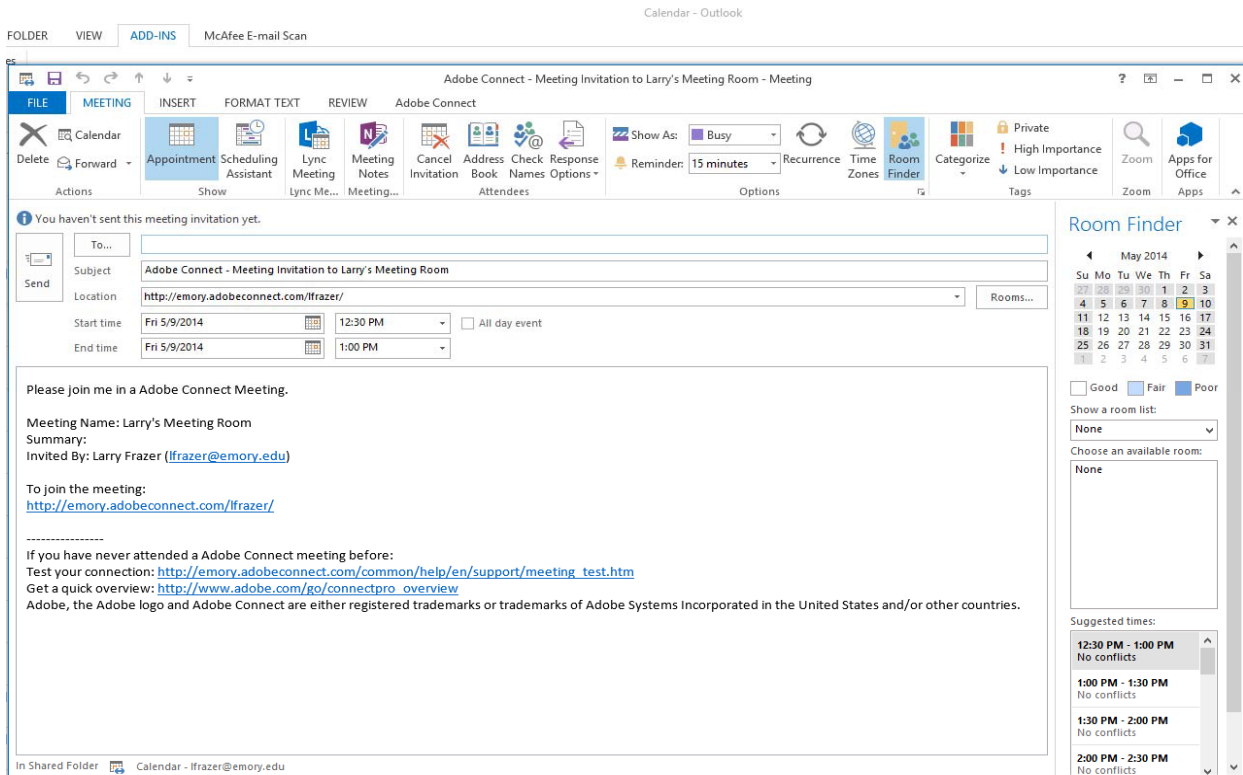 Calendar - Outlook
FOLDER VIEW ADD-INS McAfee E-mail Scan
es
Adobe Connect - Meeting Invitation to Larry's Meeting Room - Meeting
?
FILE MEETING INSERT FORMAT TEXT REVIEW Adobe Connect
Delete
Calendar
Forward
Actions
Appointment
Scheduling
Assistant
Show
Lync
Meeting
Lync Me...
Meeting
Notes
Meeting...
Cancel
Invitation
Address
Book
Check
Names
Response
Options
Attendees
Show As: Busy
Reminder: 15 minutes
Recurrence
Time
Zones
Room
Finder
Options
Categorize
Private
High Importance
Low Importance
Tags
Zoom
Zoom
Apps for
Office
Apps
You haven't sent this meeting invitation yet.
Send
To...
Subject Adobe Connect - Meeting Invitation to Larry's Meeting Room
Location http://emory.adobeconnect.com/lfrazer/ Rooms...
Start time Fri 5/9/2014 12:30 PM All day event
End time Fri 5/9/2014 1:00 PM
Please join me in a Adobe Connect Meeting.
Meeting Name: Larry's Meeting Room
Summary:
Invited By: Larry Frazer (lfrazer@emory.edu)
To join the meeting:
http://emory.adobeconnect.com/lfrazer/
----------------
If you have never attended a Adobe Connect meeting before:
Test your connection: http://emory.adobeconnect.com/common/help/en/support/meeting_test.htm
Get a quick overview: http://www.adobe.com/go/connectpro_overview
Adobe, the Adobe logo and Adobe Connect are either registered trademarks or trademarks of Adobe Systems Incorporated in the United States and/or other countries.
Room Finder
May 2014
Su Mo Tu We Th Fr Sa
27 28 29 30 1 2 3
4 5 6 7 8 9 10
11 12 13 14 15 16 17
18 19 20 21 22 23 24
25 26 27 28 29 30 31
1 2 3 4 5 6 7
Good Fair Poor
Show a room list:
None
Choose an available room:
None
Suggested times:
12:30 PM - 1:00 PM
No conflicts
1:00 PM - 1:30 PM
No conflicts
1:30 PM - 2:00 PM
No conflicts
2:00 PM - 2:30 PM
No conflicts
In Shared Folder Calendar - lfrazer@emory.edu